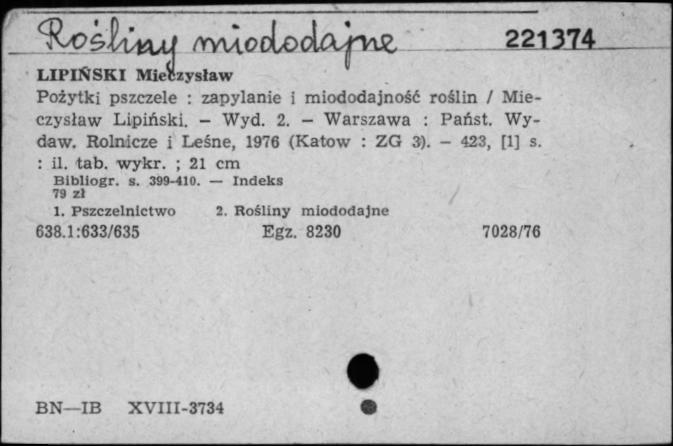 Rośliny miododajne 221374
LIPIŃSKI Mieczysław
Pożytki pszczele : zapylanie i miododajność roślin / Mie-
czysław Lipiński. – Wyd. 2. – Warszawa : Państ. Wy-
daw. Rolnicze i Leśne, 1976 (Katow : ZG 3). – 423, [1] s.
: il. tab. wykr. ; 21 cm
Bibliogr. s. 399-410. — Indeks
79 zł
1. Pszczelnictwo 2. Rośliny miododajne
638.1:633/635 Egz. 8230 7028/76
BN—IB XVIII-3734